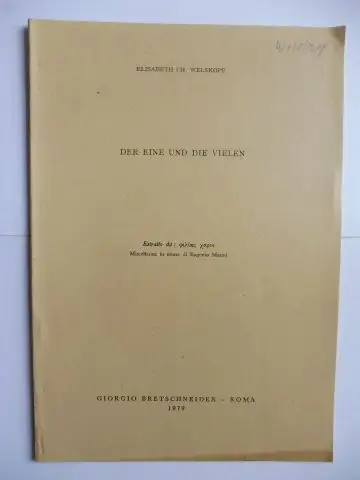 ELISABETH CH. WELSKOPF
DER EINE UND DIE VIELEN
Estratto da: φιλίας χάριν
Miscellanea in onore di Eugenio Manni
GIORGIO BRETSCHNEIDER - ROMA
1979